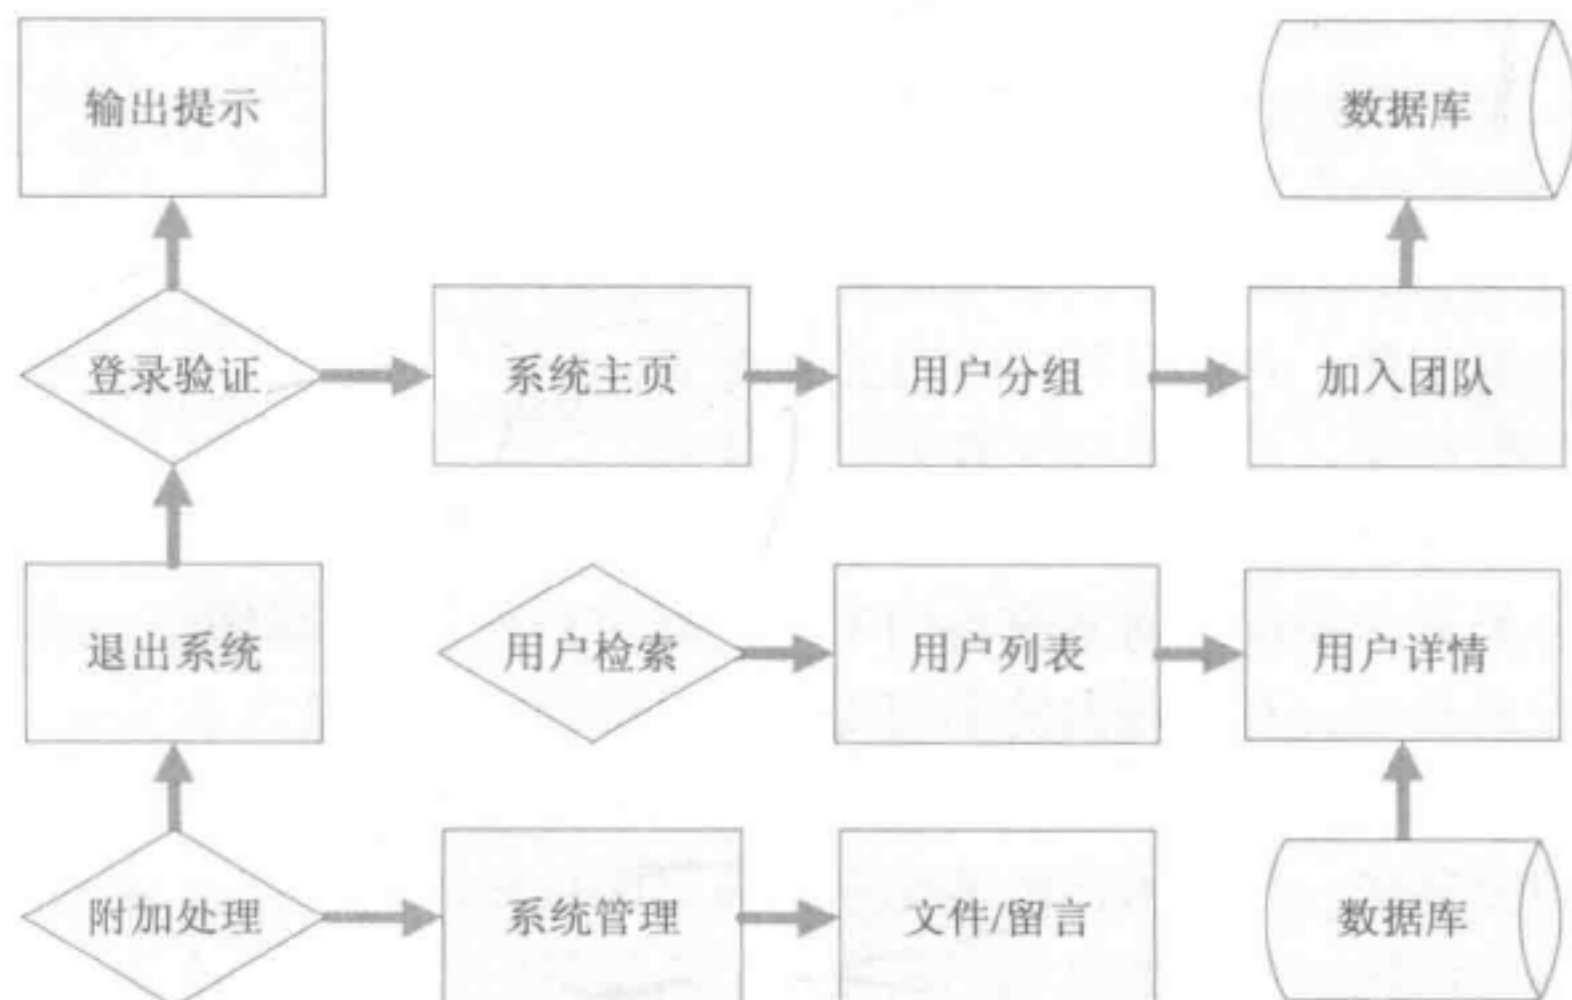 输出提示
数据库
登录验证
系统主页
用户分组
加入团队
退出系统
用户检索
用户列表
用户详情
附加处理
系统管理
文件/留言
数据库